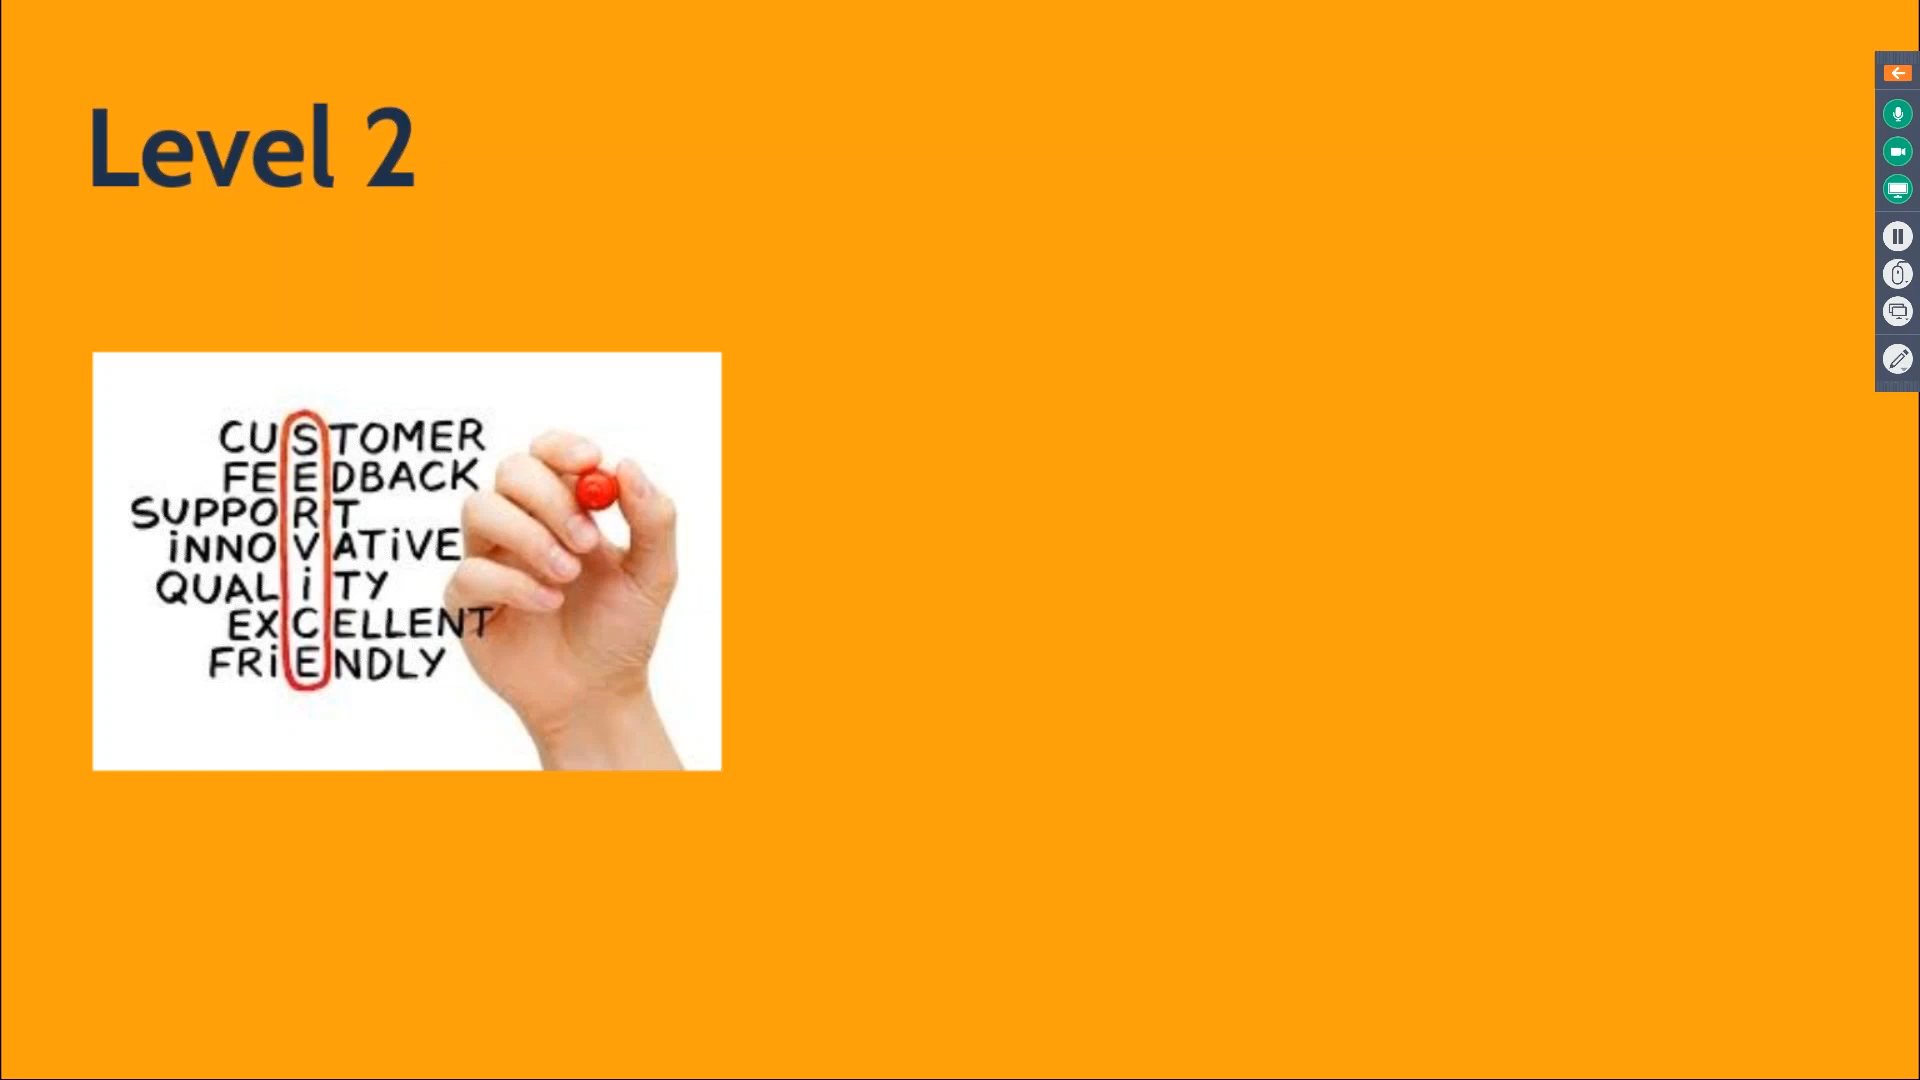 Level 2
CUSTOMER
FEEDBACK
SUPPORT
iNNOVATiVE
QUALiTY
EXCELLENT
FRiENDLY